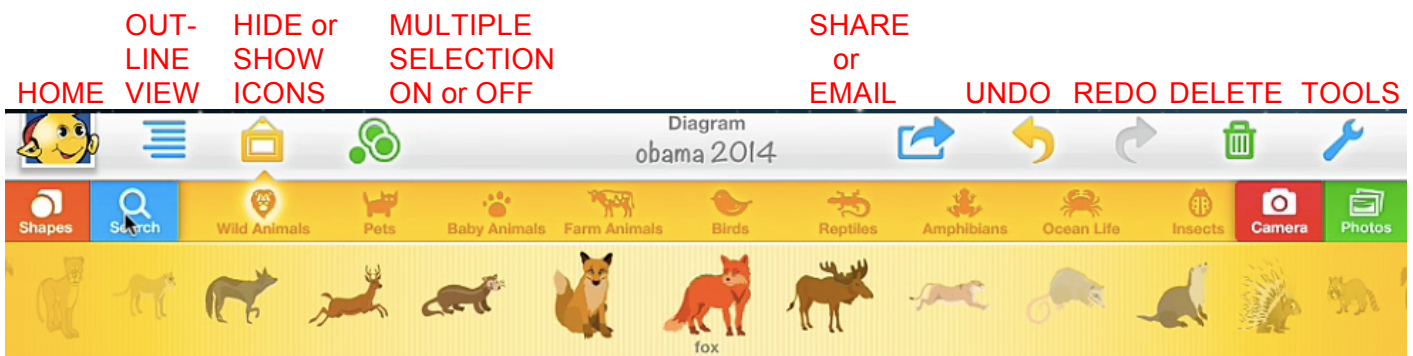 HOME
OUT-
LINE
VIEW
HIDE or
SHOW
ICONS
MULTIPLE
SELECTION
ON or OFF
SHARE
or
EMAIL
UNDO
REDO
DELETE
TOOLS
Diagram
obama 2014
Shapes
Search
Wild Animals
Pets
Baby Animals
Farm Animals
Birds
Reptiles
Amphibians
Ocean Life
Insects
Camera
Photos
fox